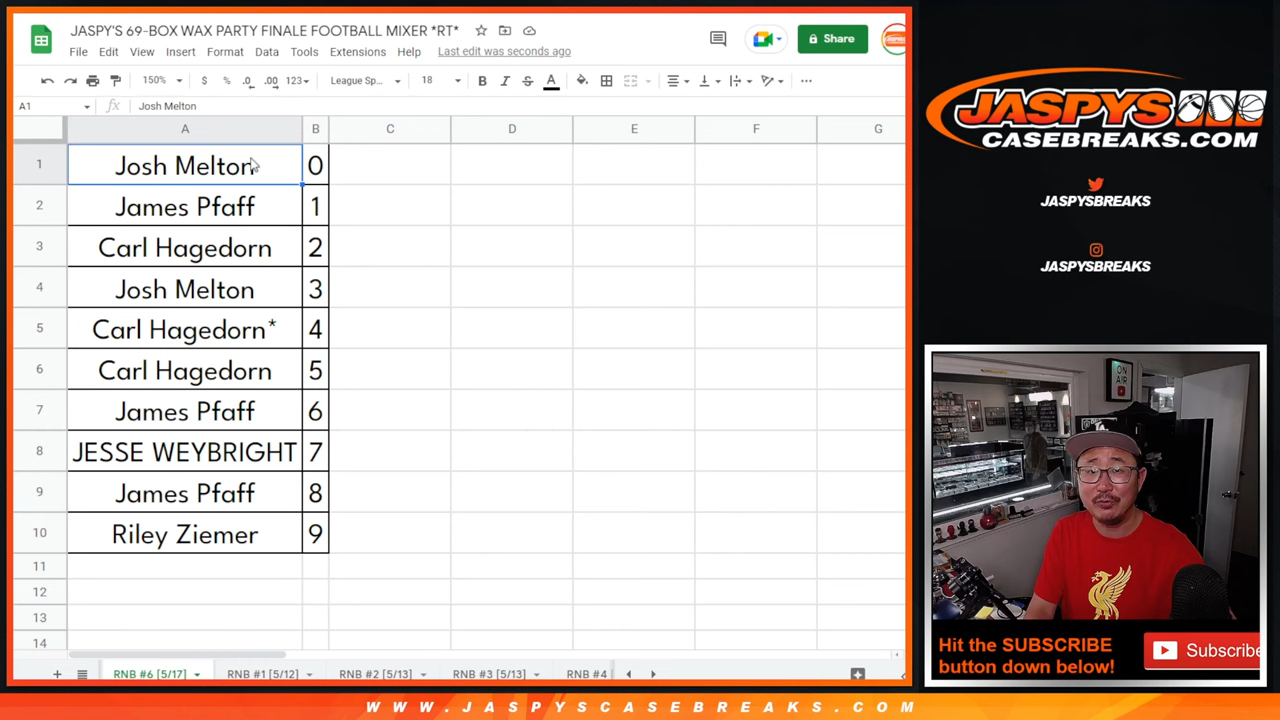 JASPY'S 69-BOX WAX PARTY FINALE FOOTBALL MIXER *RT*
File Edit View Insert Format Data Tools Extensions Help Last edit was seconds ago
Share
150% $ % .0 .00 123 League Sp... 18 B I S A
A1 fx Josh Melton
A B C D E F G
1 Josh Melton 0
2 James Pfaff 1
3 Carl Hagedorn 2
4 Josh Melton 3
5 Carl Hagedorn* 4
6 Carl Hagedorn 5
7 James Pfaff 6
8 JESSE WEYBRIGHT 7
9 James Pfaff 8
10 Riley Ziemer 9
11
12
13
14
+ RNB #6 [5/17] RNB #1 [5/12] RNB #2 [5/13] RNB #3 [5/13] RNB #4
JASPYS
CASEBREAKS.COM
JASPYSBREAKS
JASPYSBREAKS
ON
AIR
Hit the SUBSCRIBE
button down below!
Subscribe
WWW.JASPYSCASEBREAKS.COM